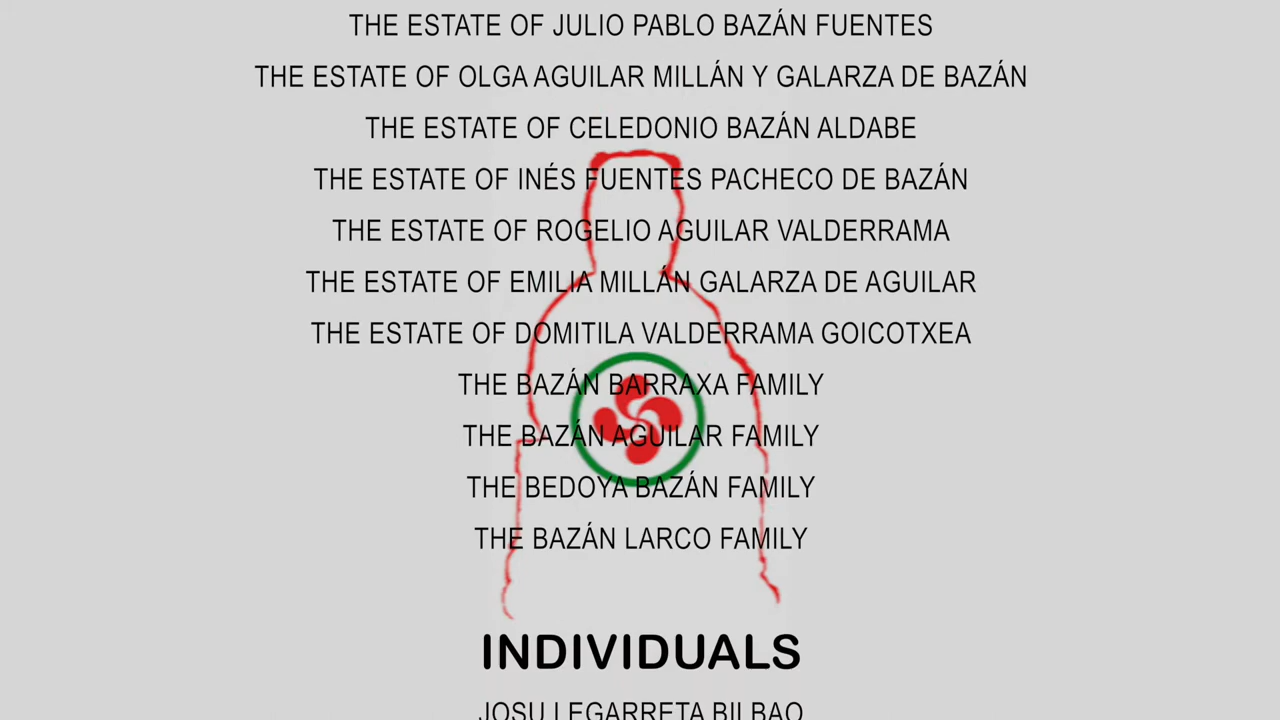 THE ESTATE OF JULIO PABLO BAZÁN FUENTES
THE ESTATE OF OLGA AGUILAR MILLÁN Y GALARZA DE BAZÁN
THE ESTATE OF CELEDONIO BAZÁN ALDABE
THE ESTATE OF INÉS FUENTES PACHECO DE BAZÁN
THE ESTATE OF ROGELIO AGUILAR VALDERRAMA
THE ESTATE OF EMILIA MILLÁN GALARZA DE AGUILAR
THE ESTATE OF DOMITILA VALDERRAMA GOICOTXEA
THE BAZÁN BARRAXA FAMILY
THE BAZÁN AGUILAR FAMILY
THE BEDOYA BAZÁN FAMILY
THE BAZÁN LARCO FAMILY
INDIVIDUALS
JOSU LEGARRETA BILBAO